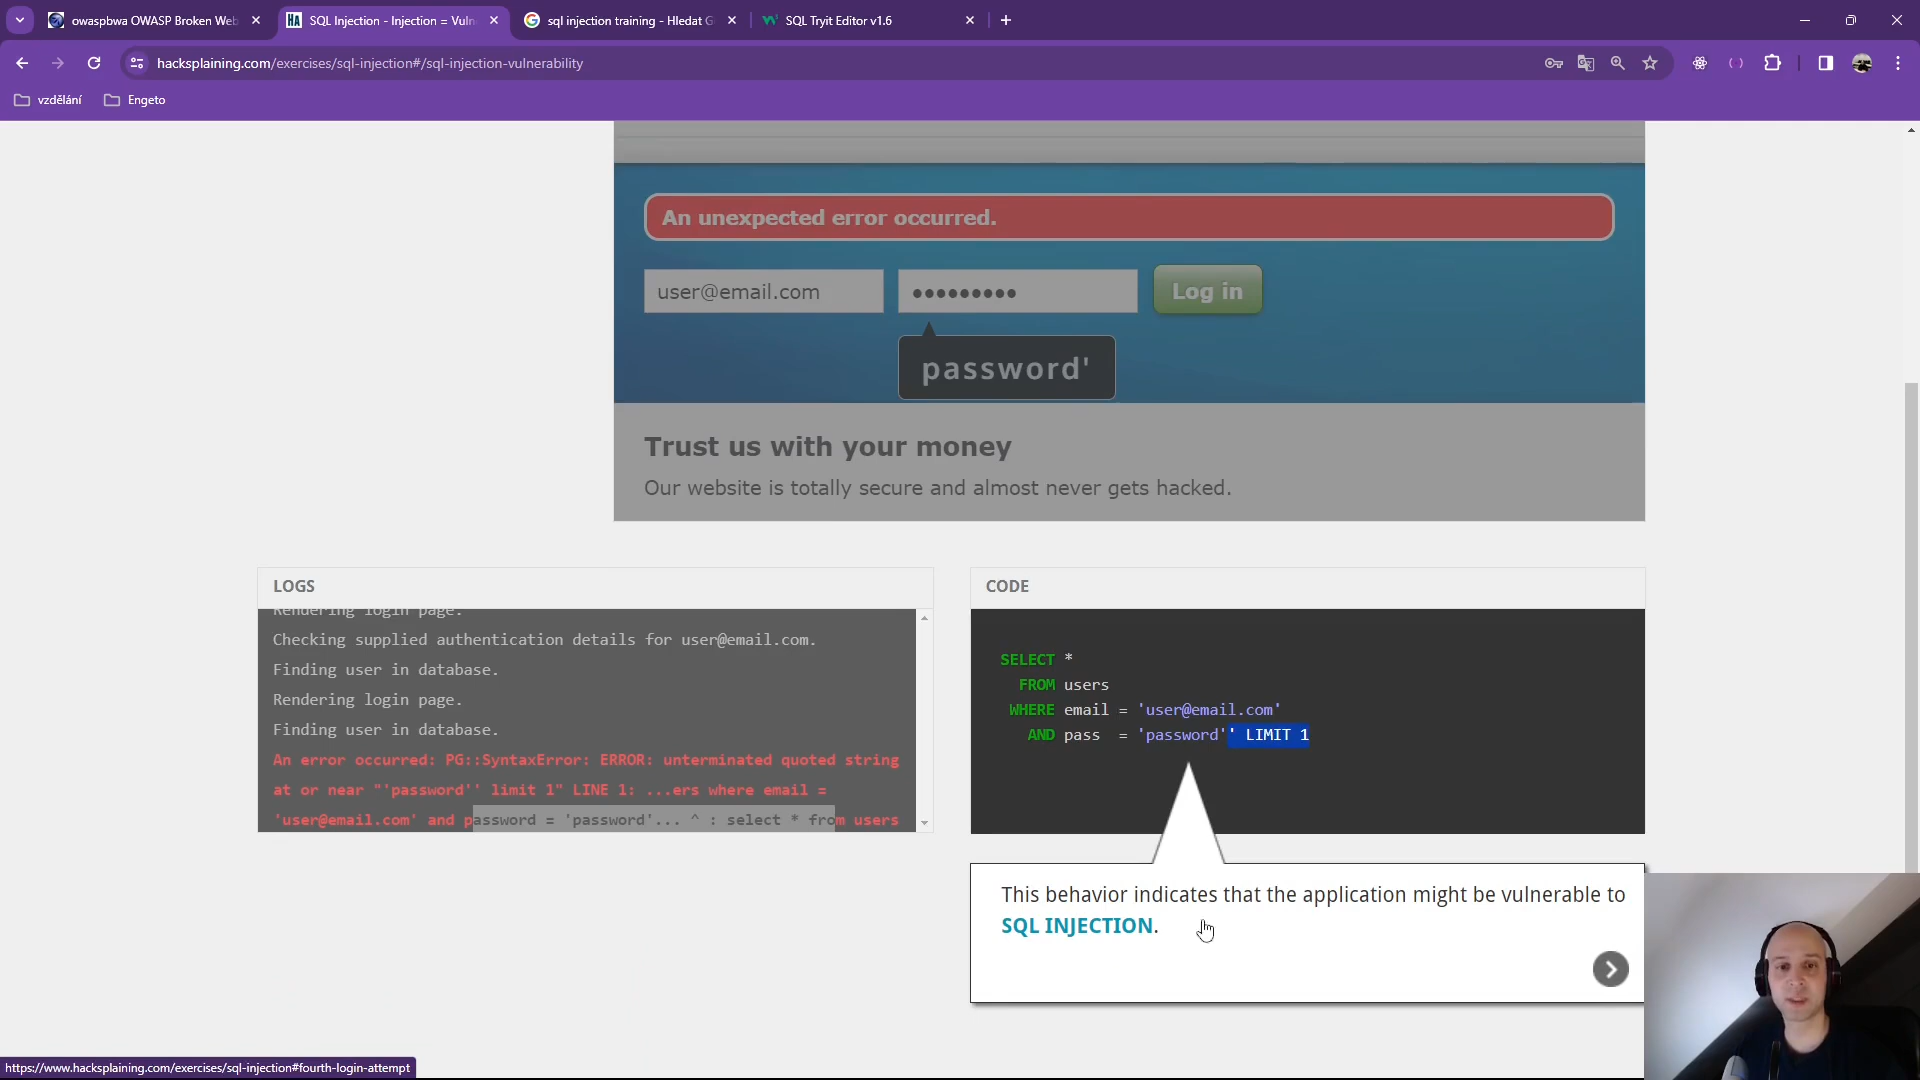 owaspbwa OWASP Broken Web
SQL Injection - Injection = Vuln
sql injection training - Hledat G
SQL Tryit Editor v1.6
hacksplaining.com/exercises/sql-injection#/sql-injection-vulnerability
vzdělání
Engeto
An unexpected error occurred.
user@email.com
•••••••••
Log in
password'
Trust us with your money
Our website is totally secure and almost never gets hacked.
LOGS
Rendering login page.
Checking supplied authentication details for user@email.com.
Finding user in database.
Rendering login page.
Finding user in database.
An error occurred: PG::SyntaxError: ERROR: unterminated quoted string
at or near "'password'' limit 1" LINE 1: ...ers where email =
'user@email.com' and password = 'password'... ^ : select * from users
CODE
SELECT *
FROM users
WHERE email = 'user@email.com'
AND pass = 'password'' LIMIT 1
This behavior indicates that the application might be vulnerable to
SQL INJECTION.
https://www.hacksplaining.com/exercises/sql-injection#fourth-login-attempt